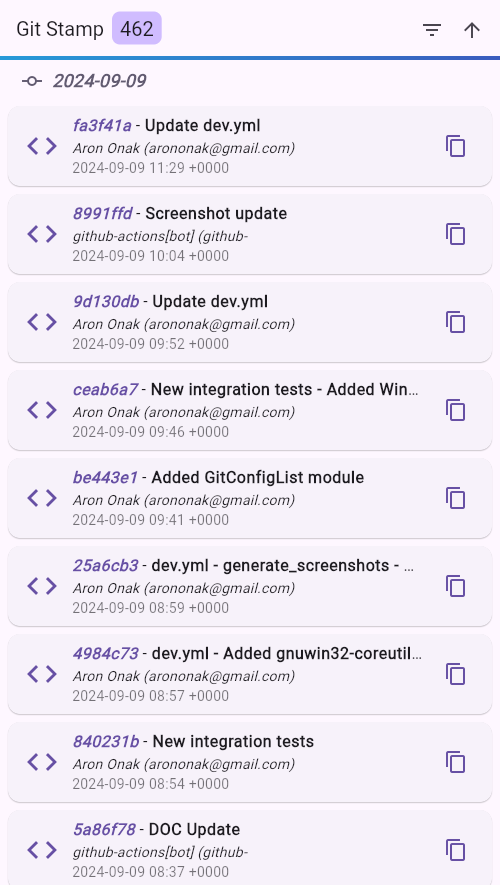 Git Stamp 462
2024-09-09
fa3f41a - Update dev.yml
Aron Onak (arononak@gmail.com)
2024-09-09 11:29 +0000
8991ffd - Screenshot update
github-actions[bot] (github-
2024-09-09 10:04 +0000
9d130db - Update dev.yml
Aron Onak (arononak@gmail.com)
2024-09-09 09:52 +0000
ceab6a7 - New integration tests - Added Win…
Aron Onak (arononak@gmail.com)
2024-09-09 09:46 +0000
be443e1 - Added GitConfigList module
Aron Onak (arononak@gmail.com)
2024-09-09 09:41 +0000
25a6cb3 - dev.yml - generate_screenshots - …
Aron Onak (arononak@gmail.com)
2024-09-09 08:59 +0000
4984c73 - dev.yml - Added gnuwin32-coreutil…
Aron Onak (arononak@gmail.com)
2024-09-09 08:57 +0000
840231b - New integration tests
Aron Onak (arononak@gmail.com)
2024-09-09 08:54 +0000
5a86f78 - DOC Update
github-actions[bot] (github-
2024-09-09 08:37 +0000